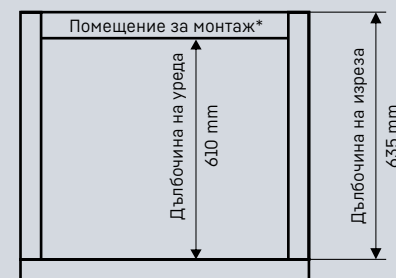 Помещение за монтаж*
Дълбочина на уреда
610 mm
Дълбочина на изреза
635 mm